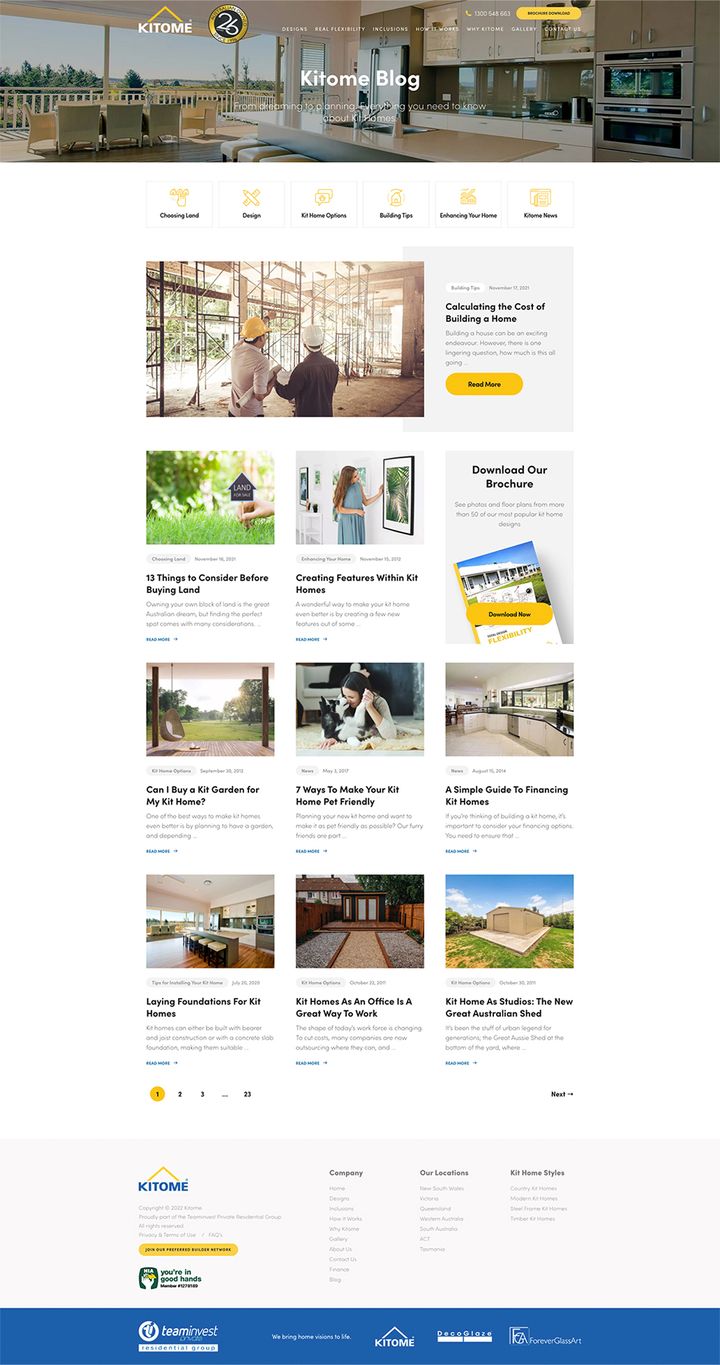 KITOME
26
1300 548 663
BROCHURE DOWNLOAD
DESIGNS REAL FLEXIBILITY INCLUSIONS HOW IT WORKS WHY KITOME GALLERY CONTACT US
Kitome Blog
From dreaming to planning. Everything you need to know
about Kit Homes.
Choosing Land
Design
Kit Home Options
Building Tips
Enhancing Your Home
Kitome News
Building Tips November 17, 2021
Calculating the Cost of
Building a Home
Building a house can be an exciting
endeavour. However, there is one
lingering question, how much is this all
going ...
Read More
LAND
FOR SALE
Choosing Land November 16, 2021
13 Things to Consider Before
Buying Land
Owning your own block of land is the great
Australian dream, but finding the perfect
spot comes with many considerations. ...
READ MORE →
Enhancing Your Home November 15, 2012
Creating Features Within Kit
Homes
A wonderful way to make your kit home
even better is by creating a few new
features out of some ...
READ MORE →
Download Our
Brochure
See photos and floor plans from more
than 50 of our most popular kit home
designs
Download Now
TOTAL DESIGN
FLEXIBILITY
Kit Home Options September 30, 2012
Can I Buy a Kit Garden for
My Kit Home?
One of the best ways to make kit homes
even better is by planning to have a garden,
and depending ...
READ MORE →
News May 3, 2017
7 Ways To Make Your Kit
Home Pet Friendly
Planning your new kit home and want to
make it as pet friendly as possible? Our furry
friends are part ...
READ MORE →
News August 15, 2014
A Simple Guide To Financing
Kit Homes
If you're thinking of building a kit home, it's
important to consider your financing options.
You need to ensure that ...
READ MORE →
Tips for Installing Your Kit Home July 20, 2020
Laying Foundations For Kit
Homes
Kit homes can either be built with bearer
and joist construction or with a concrete slab
foundation, making them suitable ...
READ MORE →
Kit Home Options October 22, 2011
Kit Homes As An Office Is A
Great Way To Work
The shape of today's work force is changing.
To cut costs, many companies are now
outsourcing where they can, and ...
READ MORE →
Kit Home Options October 30, 2011
Kit Home As Studios: The New
Great Australian Shed
It's been the stuff of urban legend for
generations; the Great Aussie Shed at the
bottom of the yard, where ...
READ MORE →
1 2 3 ... 23 Next →
KITOME
Copyright © 2022 Kitome
Proudly part of the Teaminvest Private Residential Group
All rights reserved.
Privacy & Terms of Use / FAQ's
JOIN OUR PREFERRED BUILDER NETWORK
HIA
you're in
good hands
Member #1278189
Company
Home
Designs
Inclusions
How It Works
Why Kitome
Gallery
About Us
Contact Us
Finance
Blog
Our Locations
New South Wales
Victoria
Queensland
Western Australia
South Australia
ACT
Tasmania
Kit Home Styles
Country Kit Homes
Modern Kit Homes
Steel Frame Kit Homes
Timber Kit Homes
teaminvest
private
residential group
We bring home visions to life.
KITOME
DecoGlaze
FGA ForeverGlassArt